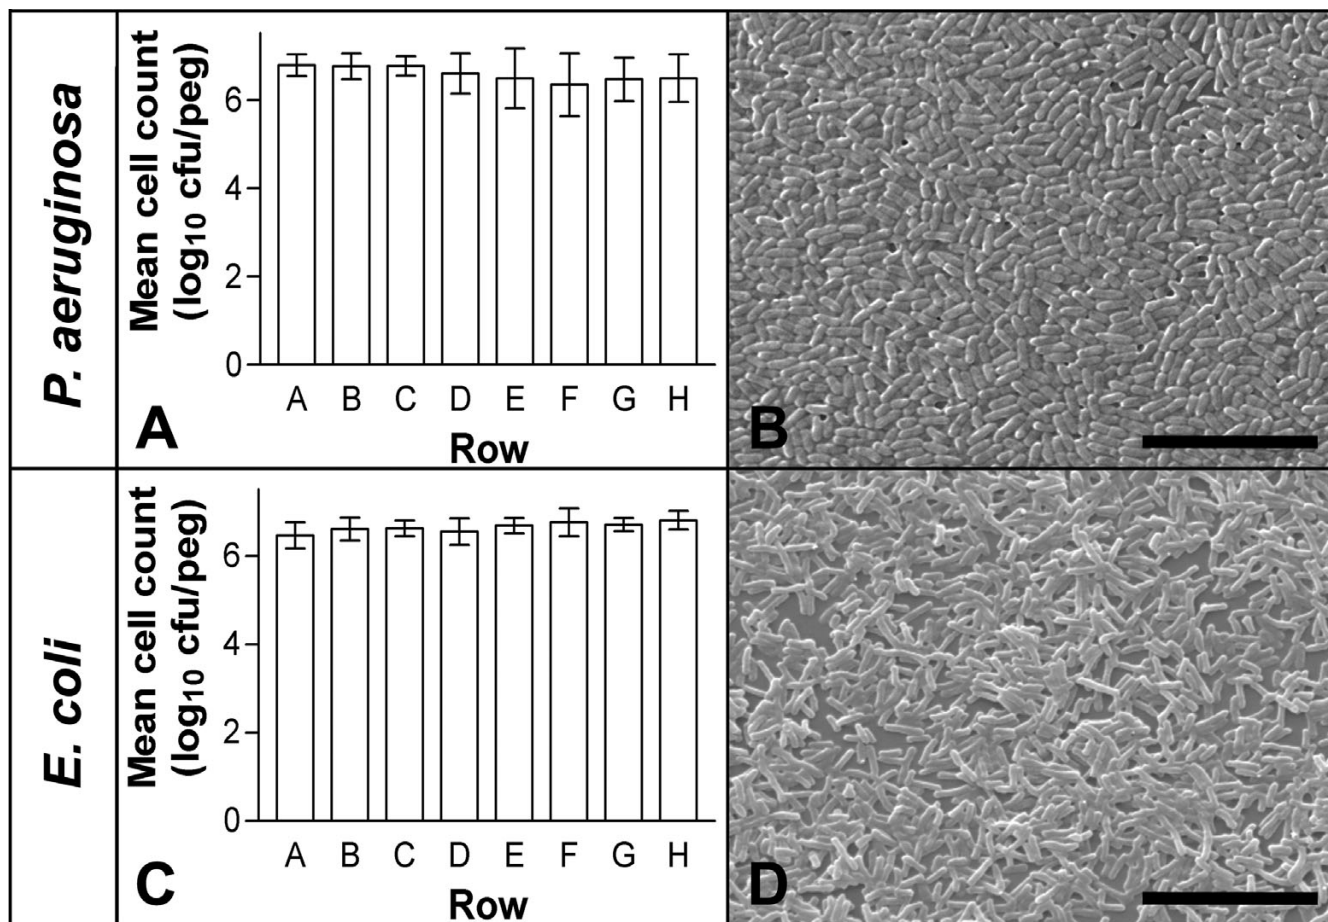 P. aeruginosa
Mean cell count
(log10 cfu/peg)
6
4
2
0
A B C D E F G H
Row
A
B
E. coli
Mean cell count
(log10 cfu/peg)
6
4
2
0
A B C D E F G H
Row
C
D